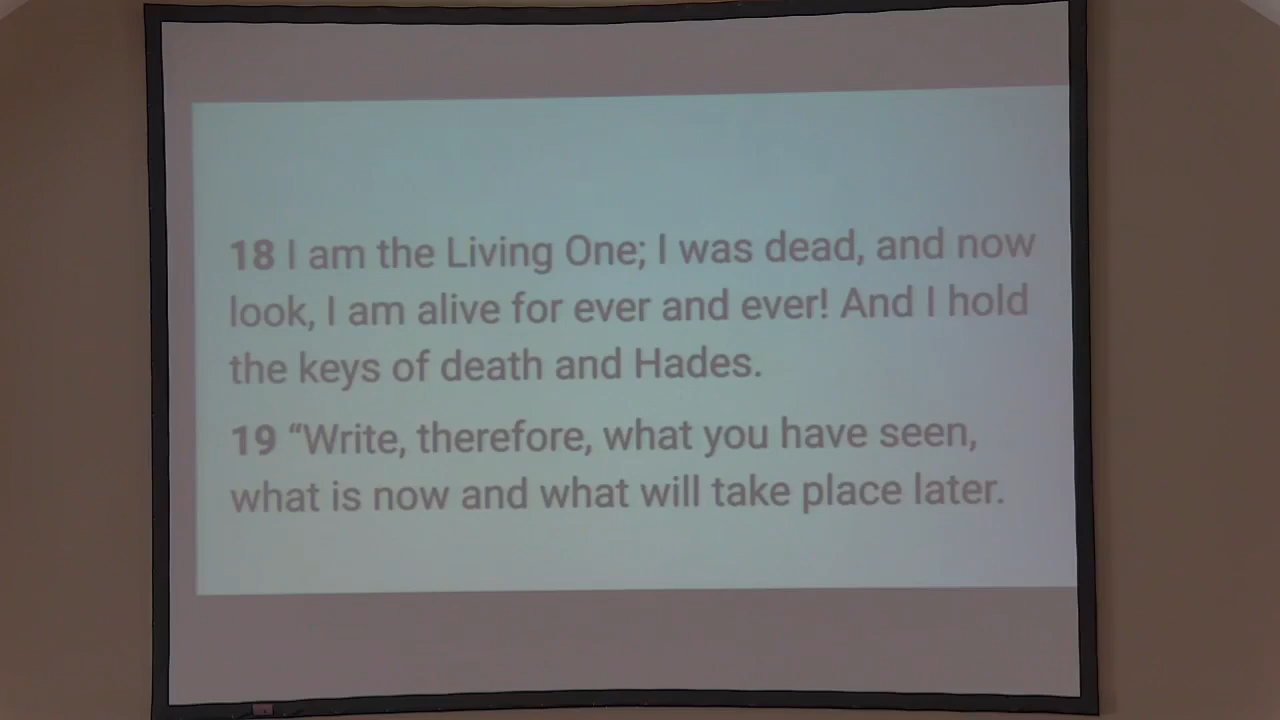 18 I am the Living One; I was dead, and now
look, I am alive for ever and ever! And I hold
the keys of death and Hades.
19 “Write, therefore, what you have seen,
what is now and what will take place later.